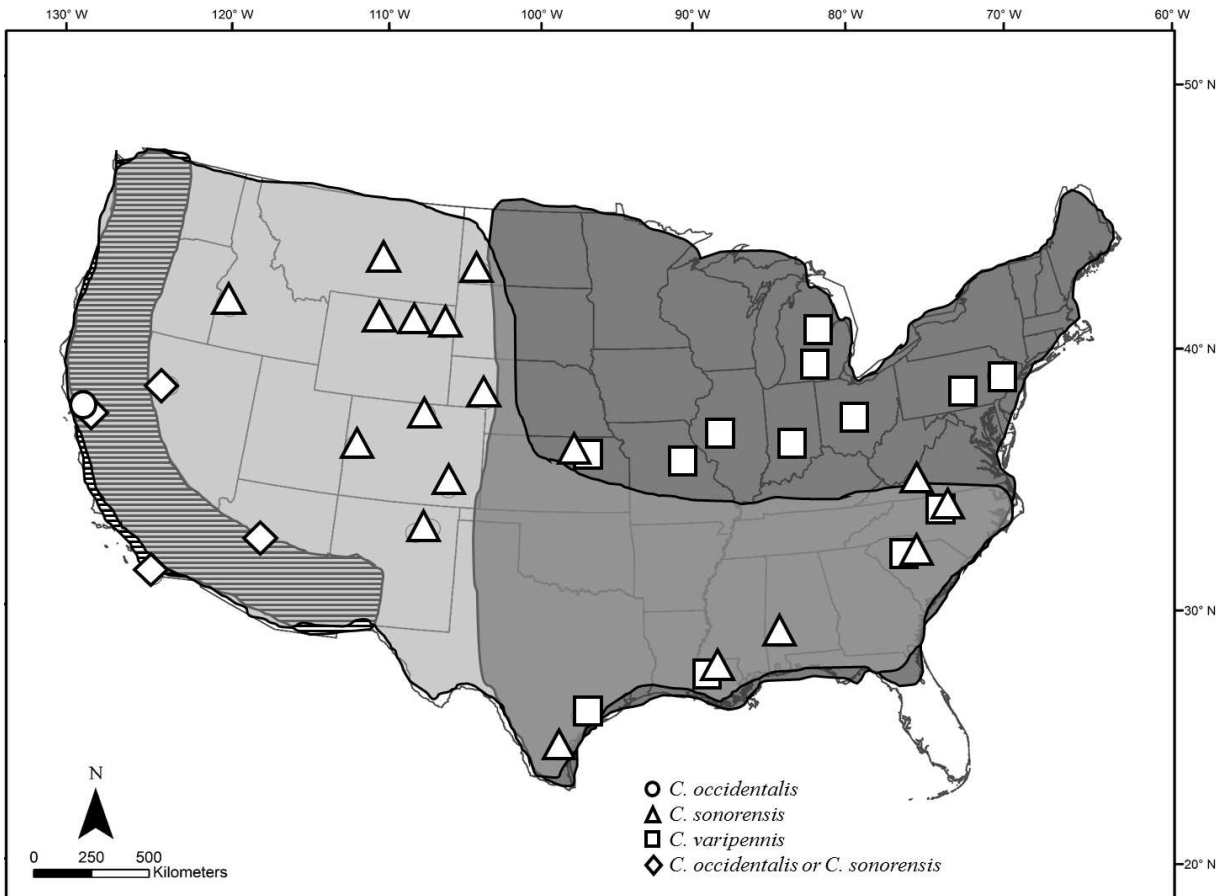 130° W 120° W 110° W 100° W 90° W 80° W 70° W 60° W
50° N
40° N
30° N
20° N
N
0 250 500
Kilometers
C. occidentalis
C. sonorensis
C. varipennis
C. occidentalis or C. sonorensis